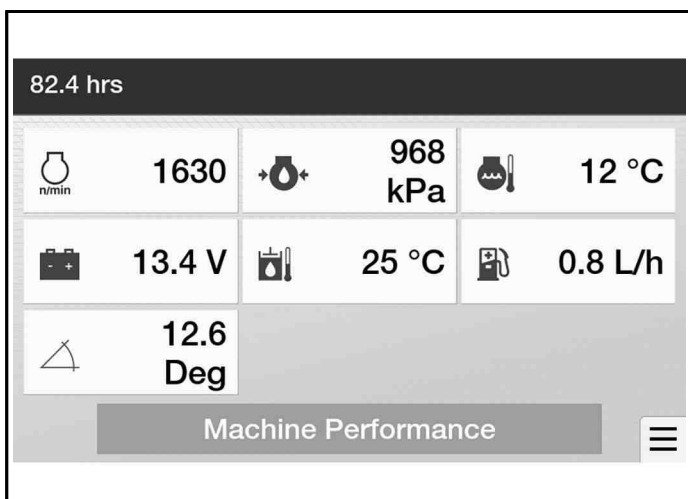 82.4 hrs
n/min
1630
968
kPa
12 °C
- +
13.4 V
25 °C
0.8 L/h
12.6
Deg
Machine Performance